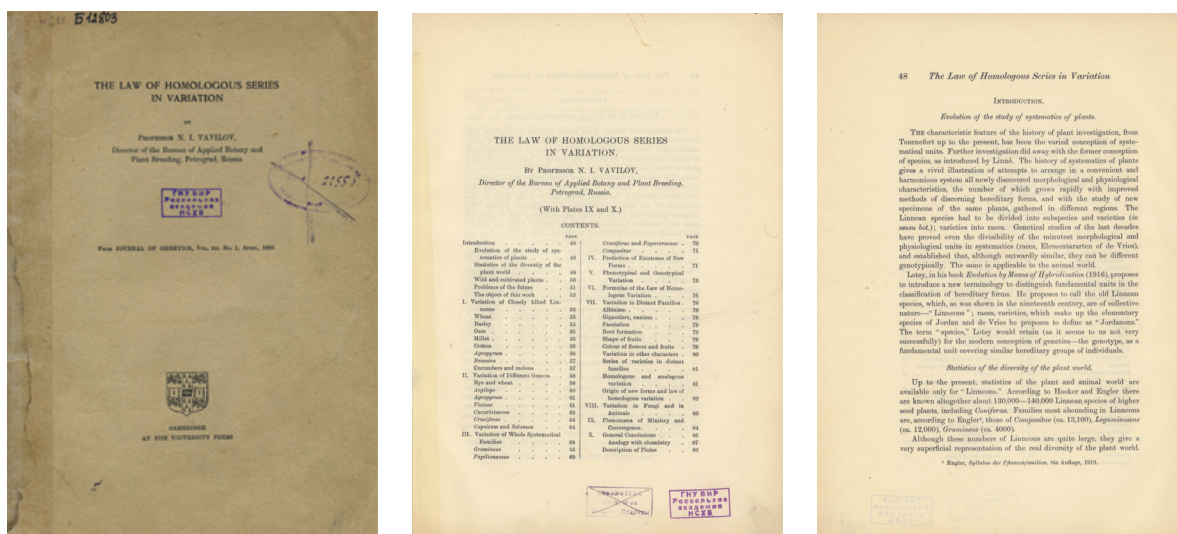 Б 12803
THE LAW OF HOMOLOGOUS SERIES
IN VARIATION
BY
PROFESSOR N. I. VAVILOV,
Director of the Bureau of Applied Botany and
Plant Breeding, Petrograd, Russia
ГНУ ВИР
Россельхоз
академии
НСХБ
From JOURNAL OF GENETICS, Vol. XII. No. 1, April, 1922
CAMBRIDGE
AT THE UNIVERSITY PRESS
THE LAW OF HOMOLOGOUS SERIES
IN VARIATION.
BY PROFESSOR N. I. VAVILOV,
Director of the Bureau of Applied Botany and Plant Breeding,
Petrograd, Russia.
(With Plates IX and X.)
CONTENTS.
PAGE
Introduction . . . . . 48
Evolution of the study of sys-
tematics of plants . . . 48
Statistics of the diversity of the
plant world . . . . 48
Wild and cultivated plants . 50
Problems of the future . . 51
The object of this work . . 52
I. Variation of Closely Allied Lin-
neons . . . . . 52
Wheat . . . . . 53
Barley . . . . . 53
Oats . . . . . 55
Millet . . . . . 55
Cotton . . . . . 56
Agropyrum . . . . 56
Brassica . . . . . 57
Cucumbers and melons . . 57
II. Variation of Different Genera . 58
Rye and wheat . . . . 58
Aegilops . . . . . 60
Agropyrum . . . . 61
Vicieae . . . . . 61
Cucurbitaceae . . . . 62
Cruciferae . . . . 64
Capsicum and Solanum . . 64
III. Variation of Whole Systematical
Families . . . . 64
Gramineae . . . . 65
Papilionaceae . . . . 69
PAGE
Cruciferae and Papaveraceae . 70
Compositae . . . . 71
IV. Prediction of Existence of New
Forms . . . . . 71
V. Phenotypical and Genotypical
Variation . . . . 73
VI. Formulas of the Law of Homo-
logous Variation . . . 76
VII. Variation in Distant Families . 78
Albinism . . . . . 78
Gigantism, nanism . . . 78
Fasciation . . . . 79
Root formation . . . 79
Shape of fruits . . . 79
Colour of flowers and fruits . 79
Variation in other characters . 80
Series of varieties in distant
families . . . . 81
Homologous and analogous
variation . . . . 81
Origin of new forms and law of
homologous variation . . 82
VIII. Variation in Fungi and in
Animals . . . . 83
IX. Phenomena of Mimicry and
Convergence . . . . 84
X. General Conclusions . . 86
Analogy with chemistry . . 87
Description of Plates . . 89
ГНУ ВИР
Россельхоз
академии
НСХБ
48 The Law of Homologous Series in Variation
INTRODUCTION.
Evolution of the study of systematics of plants.
THE characteristic feature of the history of plant investigation, from
Tournefort up to the present, has been the varied conception of syste-
matical units. Further investigation did away with the former conception
of species, as introduced by Linné. The history of systematics of plants
gives a vivid illustration of attempts to arrange in a convenient and
harmonious system all newly discovered morphological and physiological
characteristics, the number of which grows rapidly with improved
methods of discerning hereditary forms, and with the study of new
specimens of the same plants, gathered in different regions. The
Linnean species had to be divided into subspecies and varieties (in
sensu bot.); varieties into races. Genetical studies of the last decades
have proved even the divisibility of the minutest morphological and
physiological units in systematics (races, Elementararten of de Vries),
and established that, although outwardly similar, they can be different
genotypically. The same is applicable to the animal world.
Lotsy, in his book Evolution by Means of Hybridization (1916), proposes
to introduce a new terminology to distinguish fundamental units in the
classification of hereditary forms. He proposes to call the old Linnean
species, which, as was shown in the nineteenth century, are of collective
nature—"Linneons"; races, varieties, which make up the elementary
species of Jordan and de Vries he proposes to define as "Jordanons."
The term "species," Lotsy would retain (as it seems to us not very
successfully) for the modern conception of genetics—the genotype, as a
fundamental unit covering similar hereditary groups of individuals.
Statistics of the diversity of the plant world.
Up to the present, statistics of the plant and animal world are
available only for "Linneons." According to Hooker and Engler there
are known altogether about 130,000—140,000 Linnean species of higher
seed plants, including Coniferae. Families most abounding in Linneons
are, according to Engler¹, those of Compositae (ca. 13,100), Leguminosae
(ca. 12,000), Gramineae (ca. 4000).
Although these numbers of Linneons are quite large, they give a
very superficial representation of the real diversity of the plant world.
¹ Engler, Syllabus der Pflanzenfamilien, 8te Auflage, 1919.